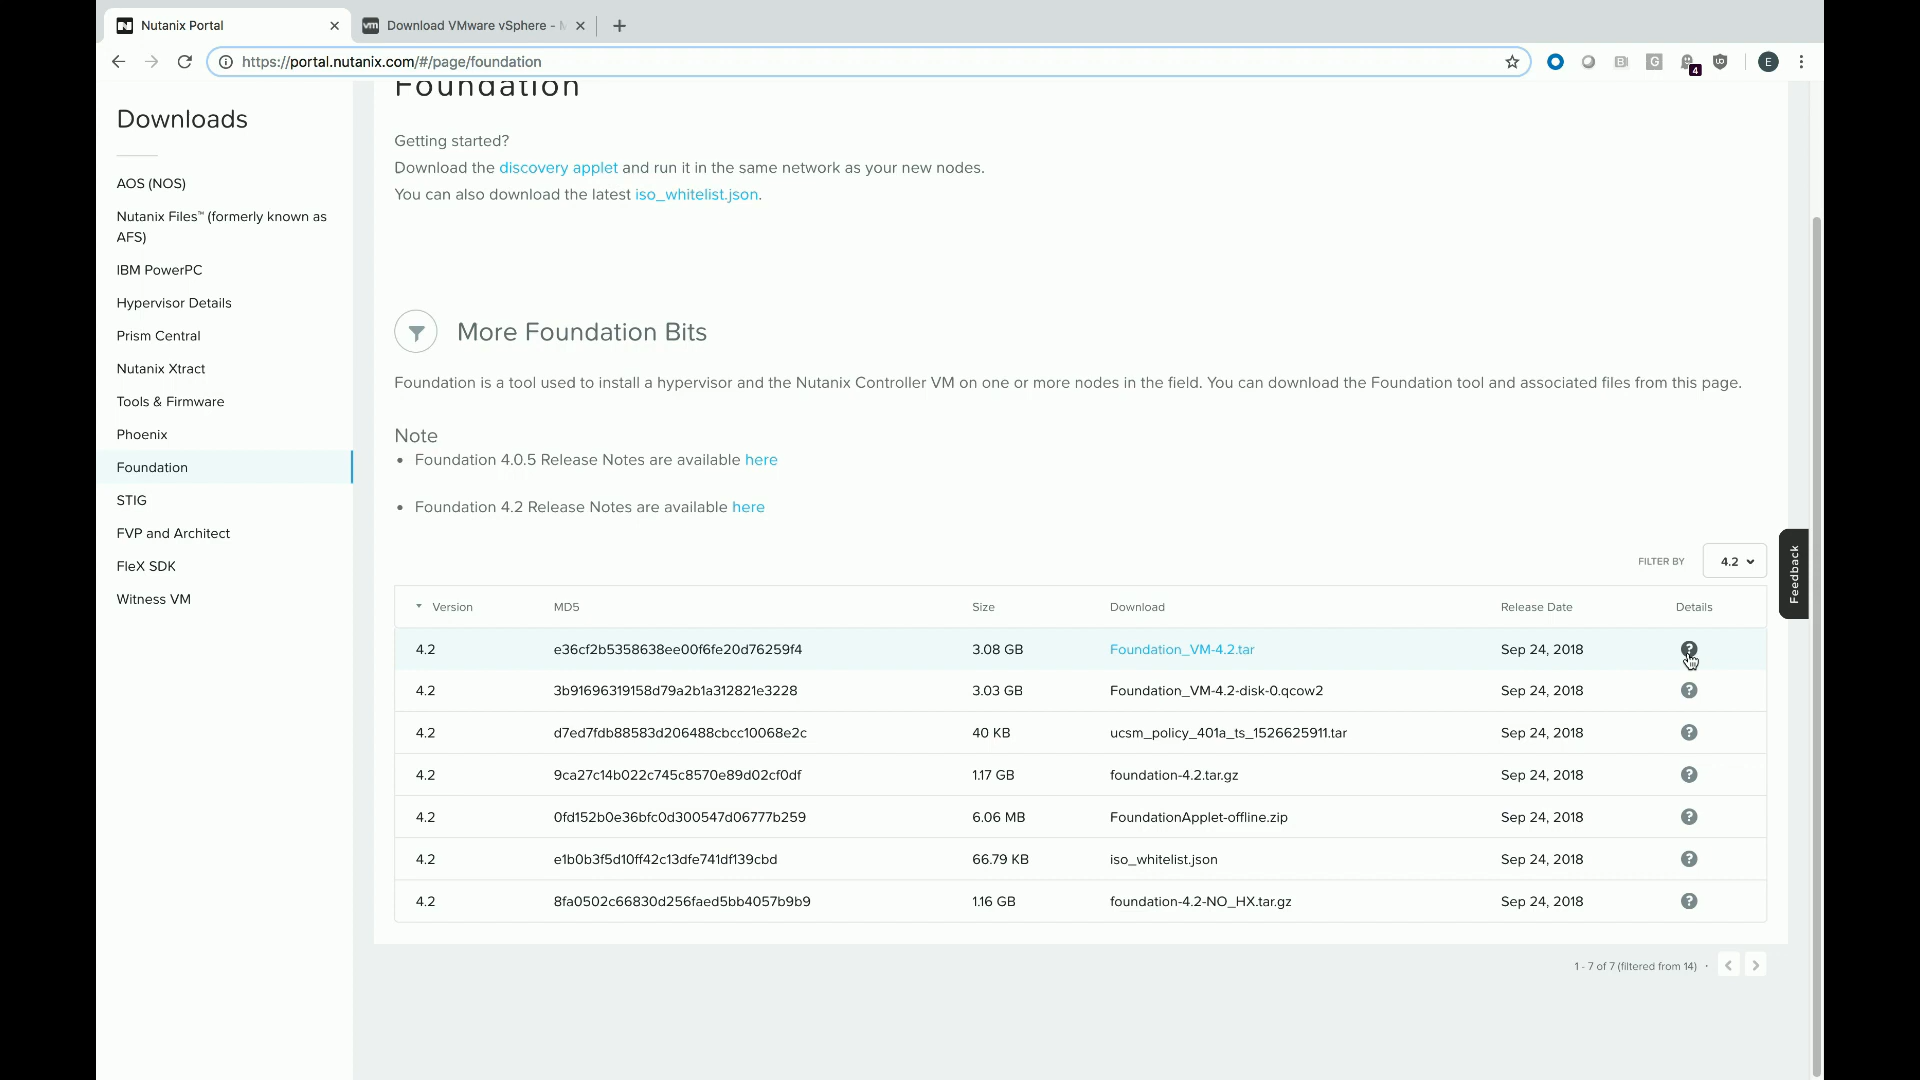 Nutanix Portal
Download VMware vSphere -
https://portal.nutanix.com/#/page/foundation
4
E
Downloads
AOS (NOS)
Nutanix Files™ (formerly known as
AFS)
IBM PowerPC
Hypervisor Details
Prism Central
Nutanix Xtract
Tools & Firmware
Phoenix
Foundation
STIG
FVP and Architect
FleX SDK
Witness VM
Foundation
Getting started?
Download the discovery applet and run it in the same network as your new nodes.
You can also download the latest iso_whitelist.json.
More Foundation Bits
Foundation is a tool used to install a hypervisor and the Nutanix Controller VM on one or more nodes in the field. You can download the Foundation tool and associated files from this page.
Note
• Foundation 4.0.5 Release Notes are available here
• Foundation 4.2 Release Notes are available here
FILTER BY 4.2
Feedback
Version MD5 Size Download Release Date Details
4.2 e36cf2b5358638ee00f6fe20d76259f4 3.08 GB Foundation_VM-4.2.tar Sep 24, 2018 ?
4.2 3b91696319158d79a2b1a312821e3228 3.03 GB Foundation_VM-4.2-disk-0.qcow2 Sep 24, 2018 ?
4.2 d7ed7fdb88583d206488cbcc10068e2c 40 KB ucsm_policy_401a_ts_1526625911.tar Sep 24, 2018 ?
4.2 9ca27c14b022c745c8570e89d02cf0df 1.17 GB foundation-4.2.tar.gz Sep 24, 2018 ?
4.2 0fd152b0e36bfc0d300547d06777b259 6.06 MB FoundationApplet-offline.zip Sep 24, 2018 ?
4.2 e1b0b3f5d10ff42c13dfe741df139cbd 66.79 KB iso_whitelist.json Sep 24, 2018 ?
4.2 8fa0502c66830d256faed5bb4057b9b9 1.16 GB foundation-4.2-NO_HX.tar.gz Sep 24, 2018 ?
1 - 7 of 7 (filtered from 14) ·